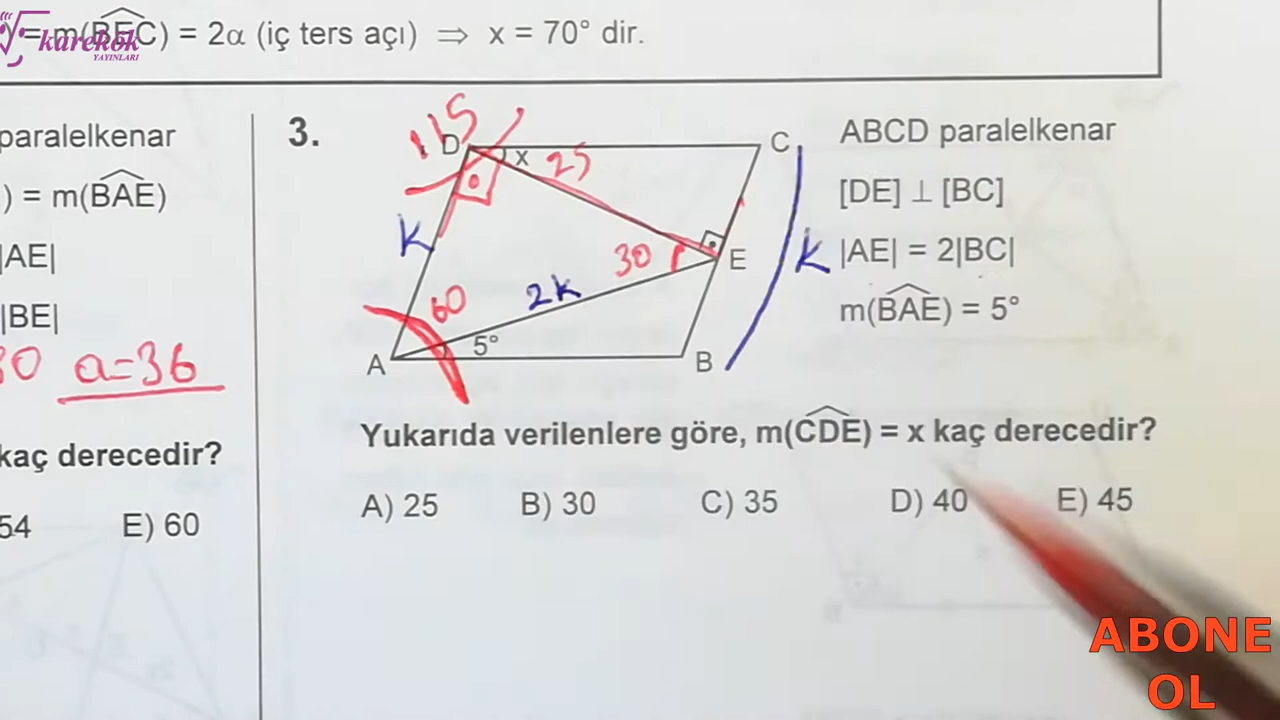 ) = m(BEC) = 2α (iç ters açı) ⇒ x = 70° dir.
karekök
YAYINLARI
paralelkenar
) = m(BAE)
|AE|
|BE|
30 a=36
kaç derecedir?
54 E) 60
3.
115
D x 25 C
K
60 30 E
2K
5°
A B
K
ABCD paralelkenar
[DE] ⊥ [BC]
|AE| = 2|BC|
m(BAE) = 5°
Yukarıda verilenlere göre, m(CDE) = x kaç derecedir?
A) 25 B) 30 C) 35 D) 40 E) 45
ABONE
OL